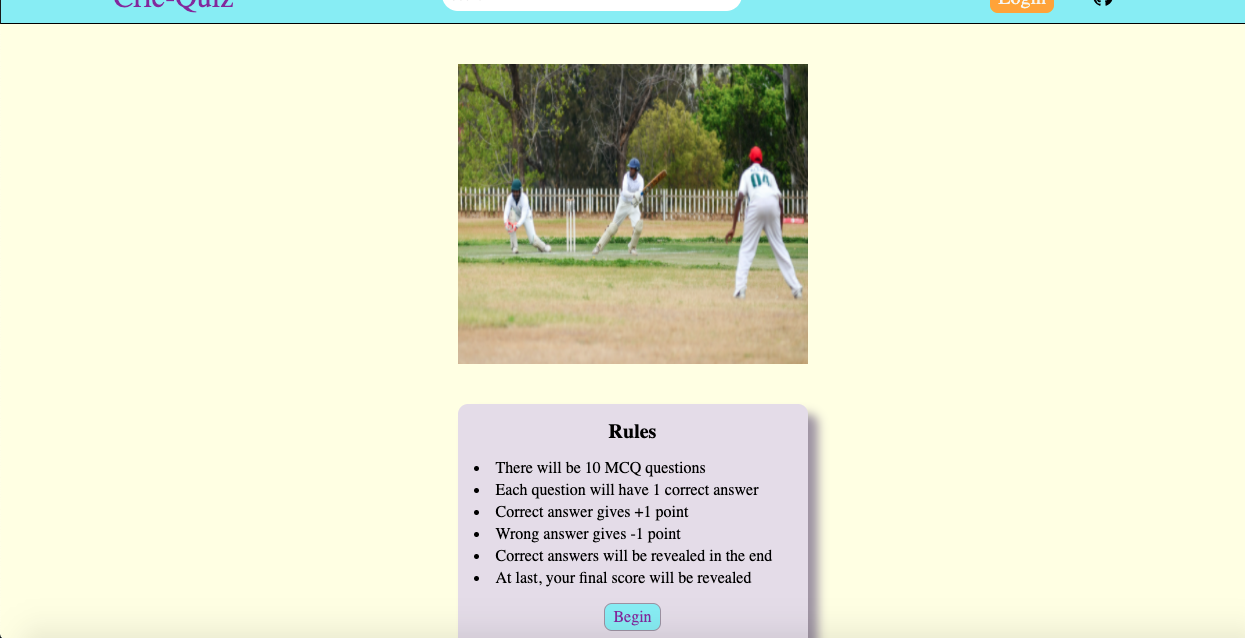 Cric-Quiz
Login
04
Rules
There will be 10 MCQ questions
Each question will have 1 correct answer
Correct answer gives +1 point
Wrong answer gives -1 point
Correct answers will be revealed in the end
At last, your final score will be revealed
Begin